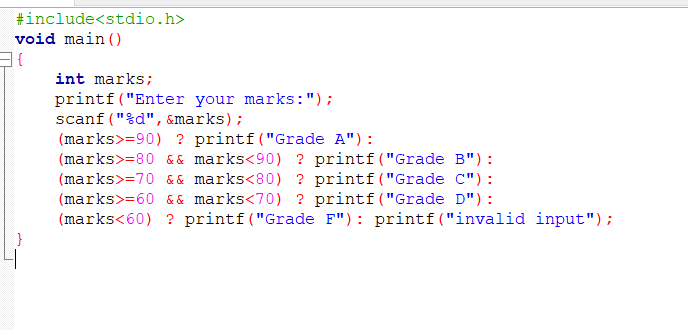 #include<stdio.h>
void main()
{
int marks;
printf("Enter your marks:");
scanf("%d",&marks);
(marks>=90) ? printf("Grade A"):
(marks>=80 && marks<90) ? printf("Grade B"):
(marks>=70 && marks<80) ? printf("Grade C"):
(marks>=60 && marks<70) ? printf("Grade D"):
(marks<60) ? printf("Grade F"): printf("invalid input");
}